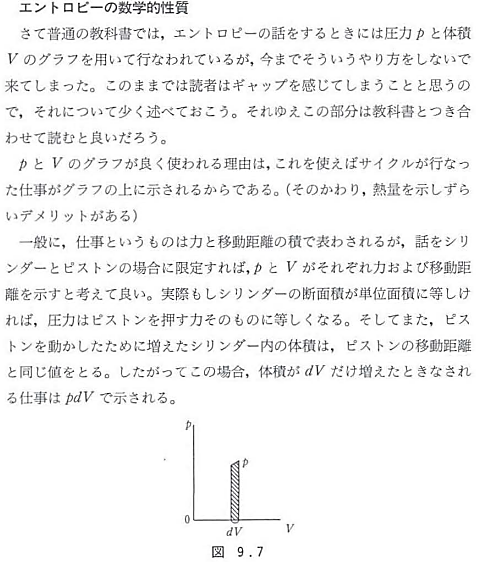 エントロピーの数学的性質
さて普通の教科書では，エントロピーの話をするときには圧力 p と体積
V のグラフを用いて行なわれているが，今までそういうやり方をしないで
来てしまった。このままでは読者はギャップを感じてしまうことと思うの
で，それについて少く述べておこう。それゆえこの部分は教科書とつき合
わせて読むと良いだろう。
p と V のグラフが良く使われる理由は，これを使えばサイクルが行なっ
た仕事がグラフの上に示されるからである。（そのかわり，熱量を示しずら
いデメリットがある）
一般に，仕事というものは力と移動距離の積で表わされるが，話をシリ
ンダーとピストンの場合に限定すれば，p と V がそれぞれ力および移動距
離を示すと考えて良い。実際もしシリンダーの断面積が単位面積に等しけ
れば，圧力はピストンを押す力そのものに等しくなる。そしてまた，ピス
トンを動かしたために増えたシリンダー内の体積は，ピストンの移動距離
と同じ値をとる。したがってこの場合，体積が dV だけ増えたときなされ
る仕事は pdV で示される。
p
p
0
dV
V
図 9.7